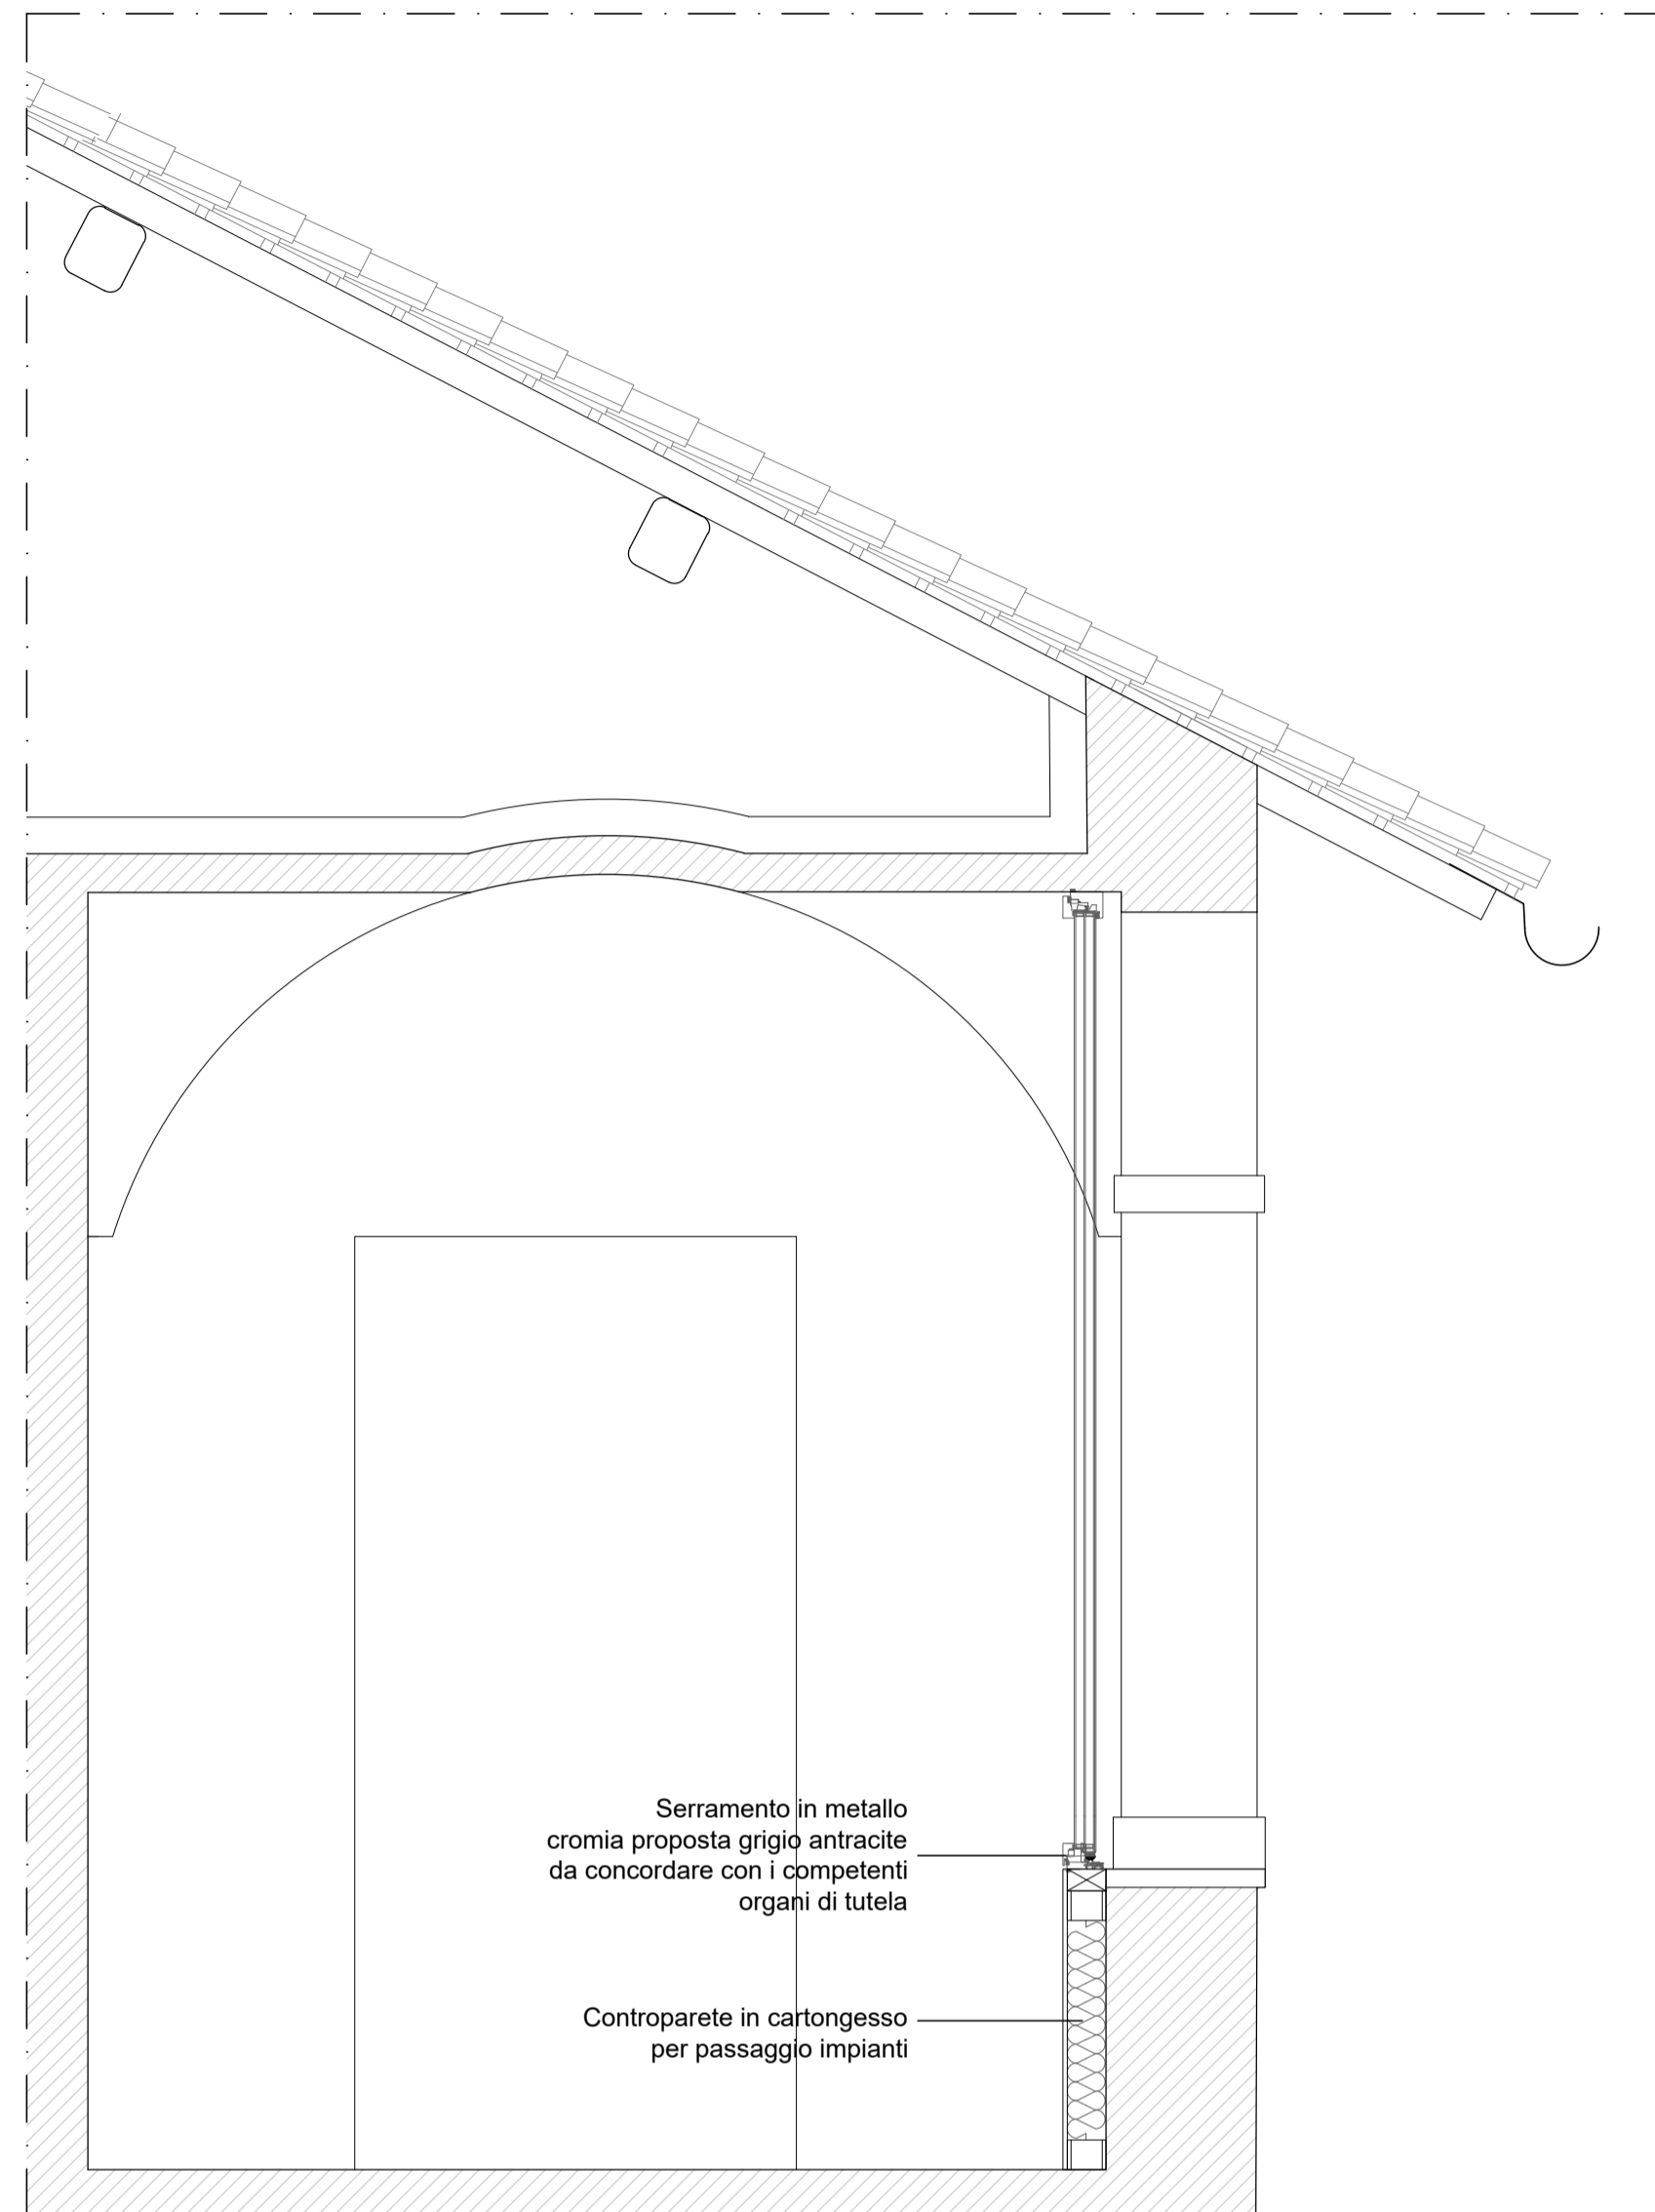 Serramento in metallo
cromia proposta grigio antracite
da concordare con i competenti
organi di tutela
Controparete in cartongesso
per passaggio impianti